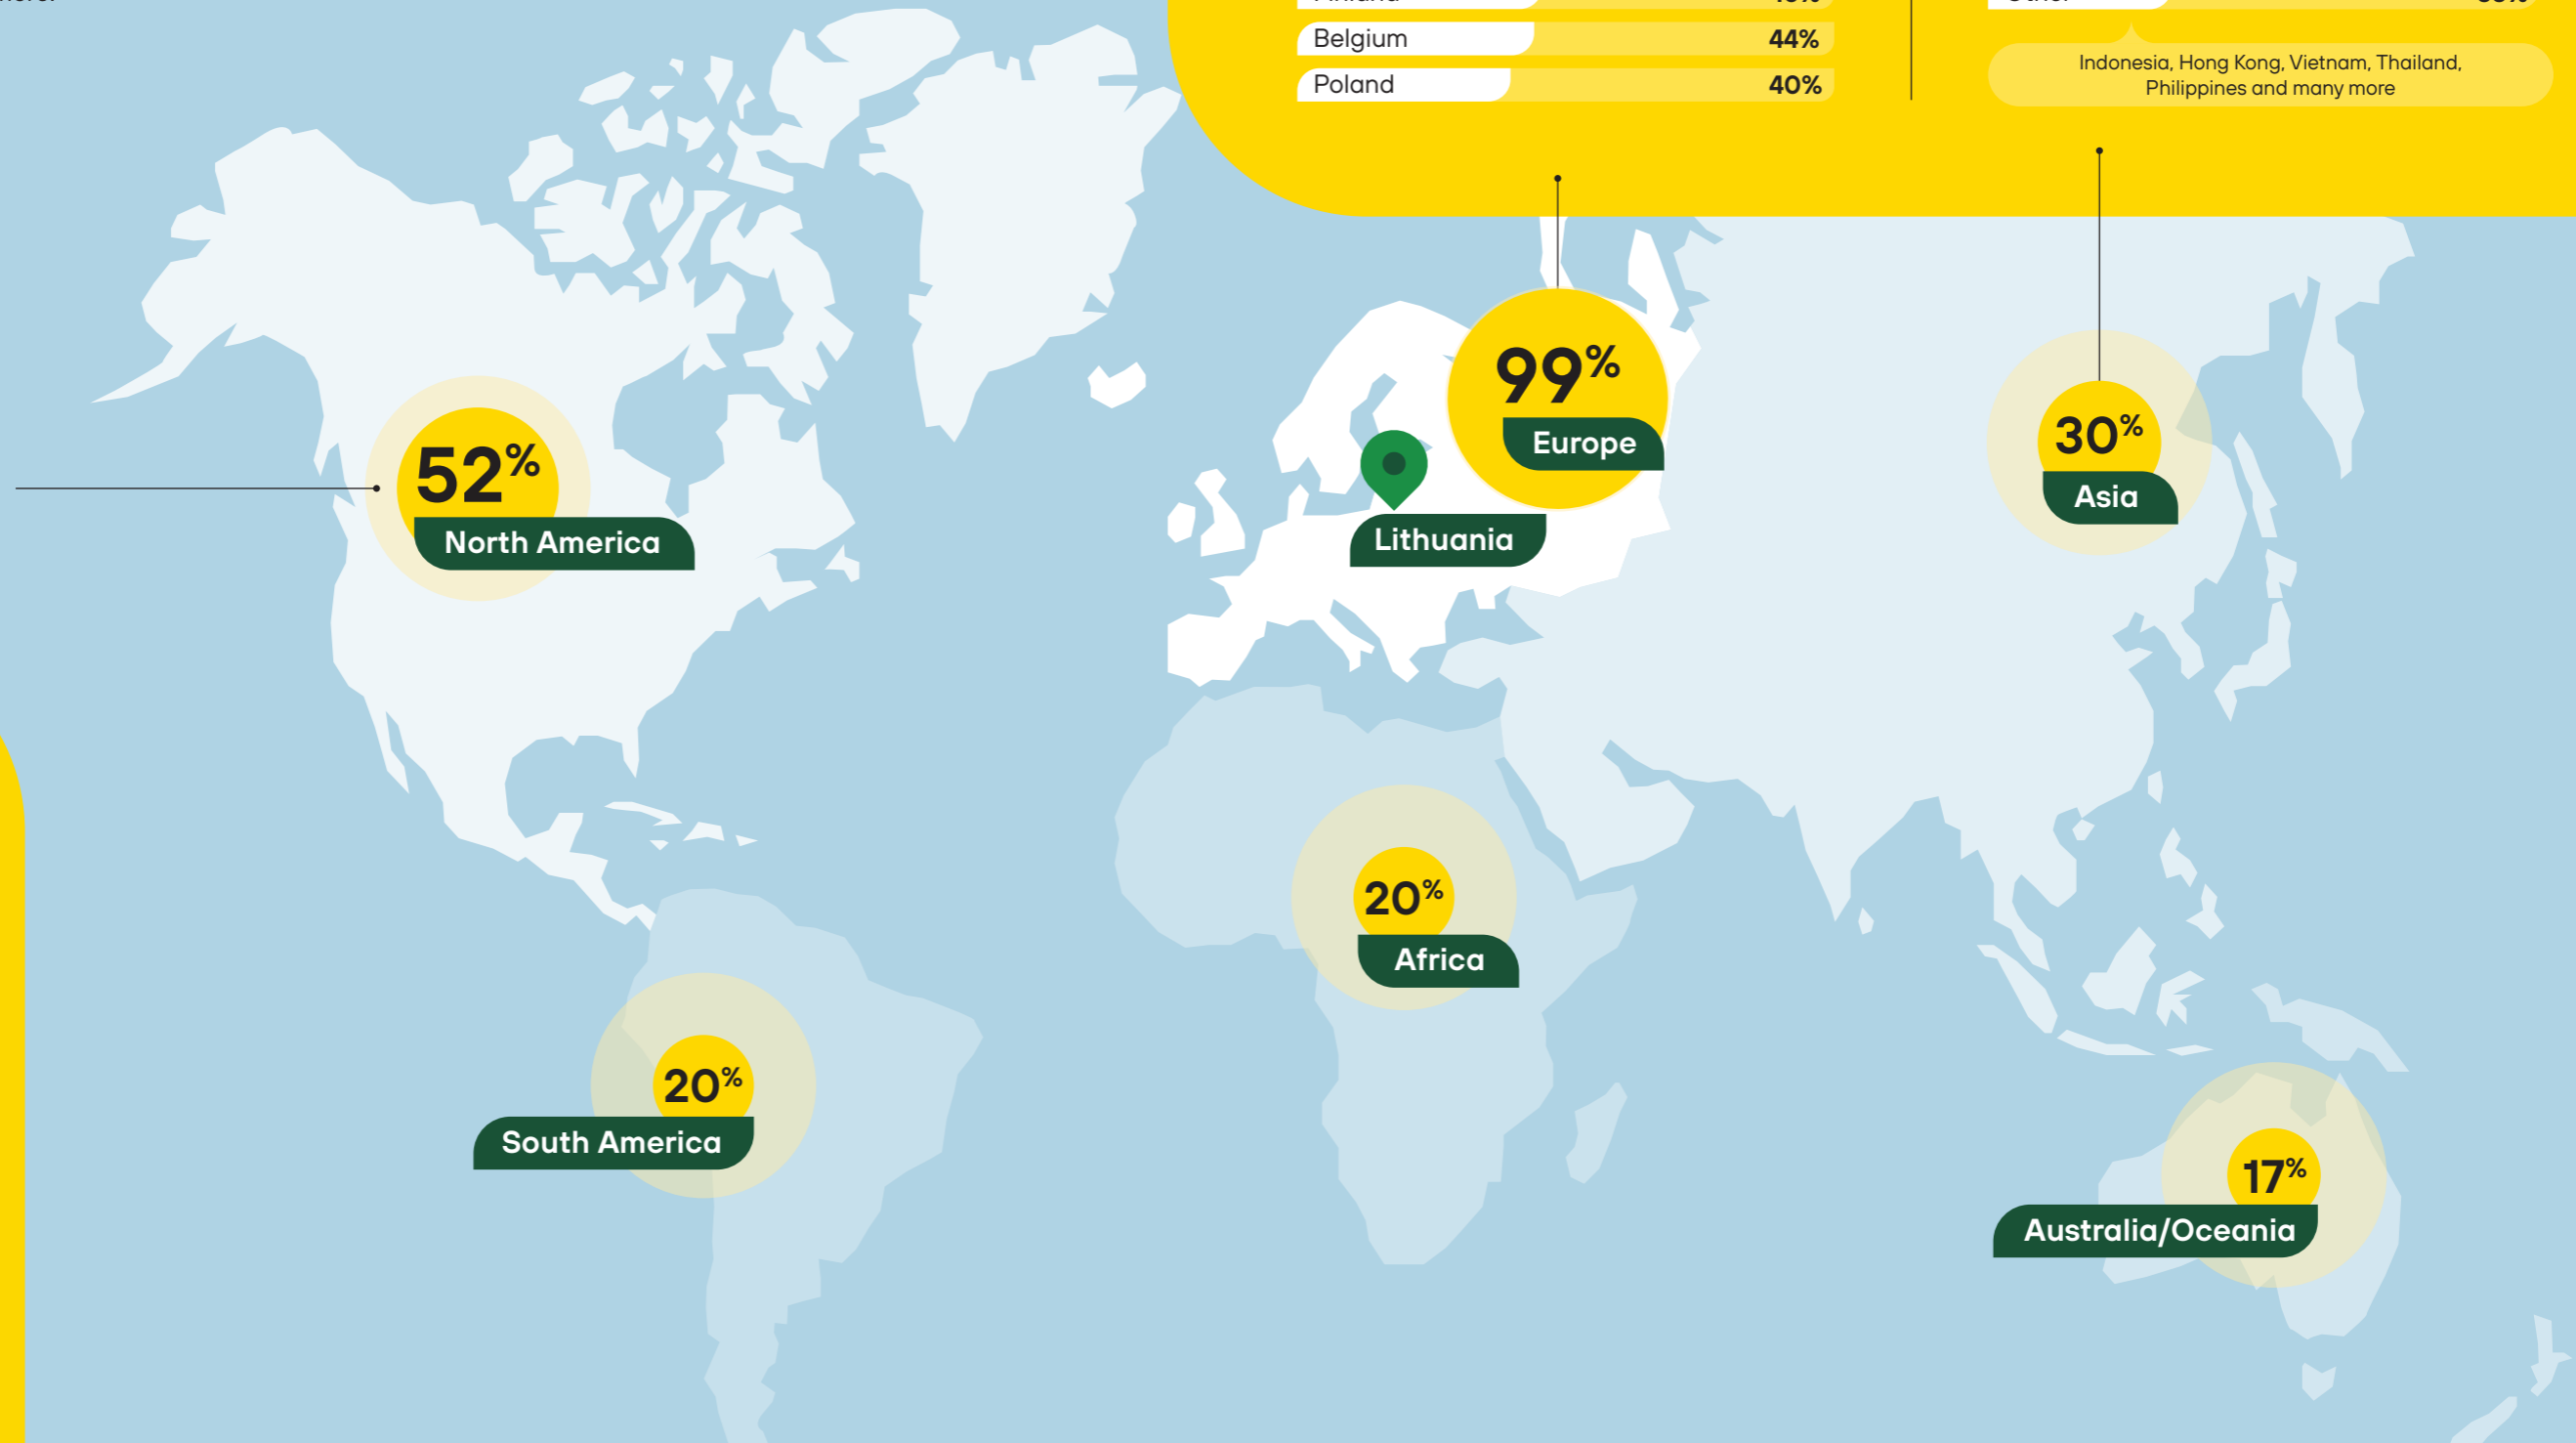 Belgium 44%
Poland 40%
Indonesia, Hong Kong, Vietnam, Thailand,
Philippines and many more
99%
Europe
30%
Asia
52%
North America
Lithuania
20%
Africa
20%
South America
17%
Australia/Oceania